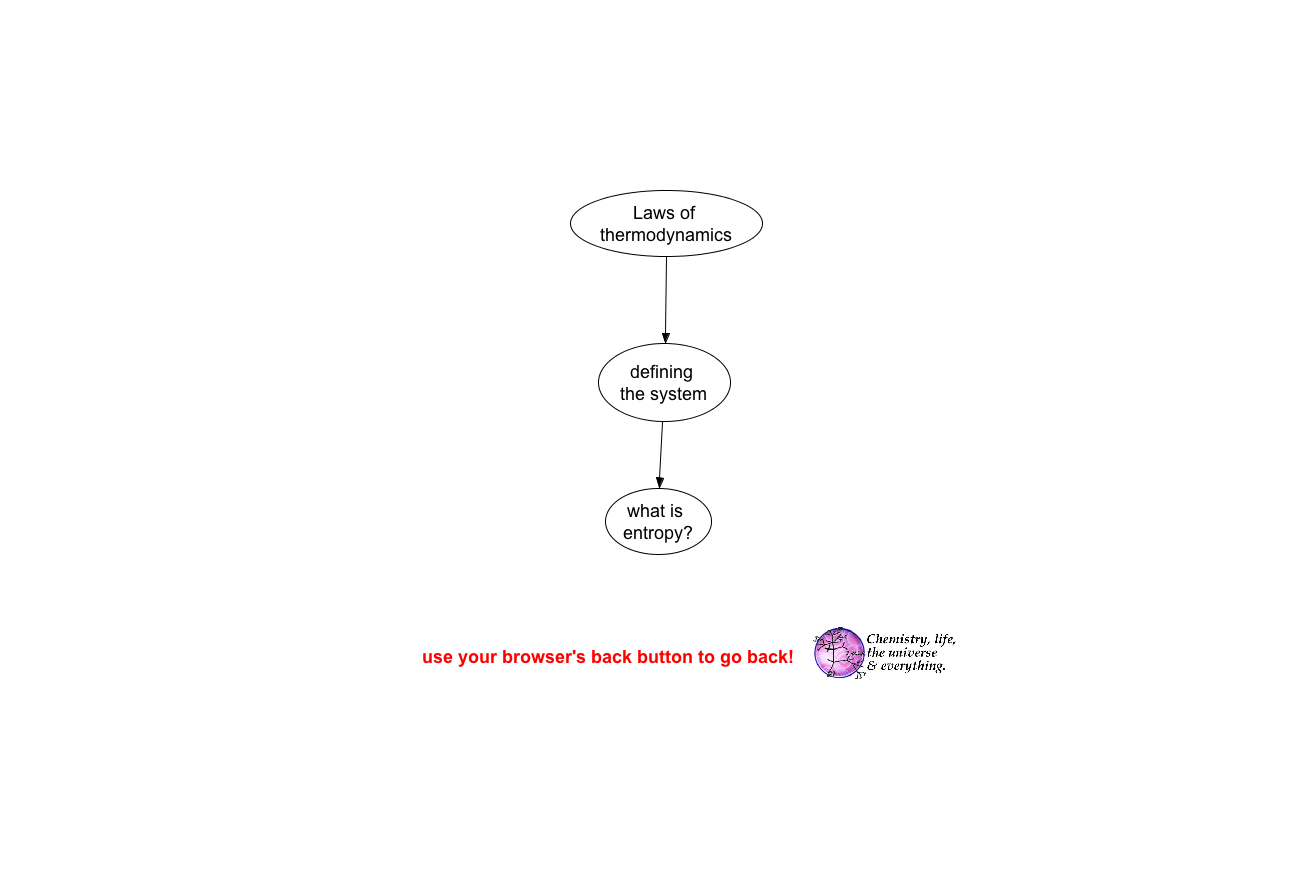 Laws of
thermodynamics
defining
the system
what is
entropy?
use your browser's back button to go back!
Chemistry, life,
the universe
& everything.